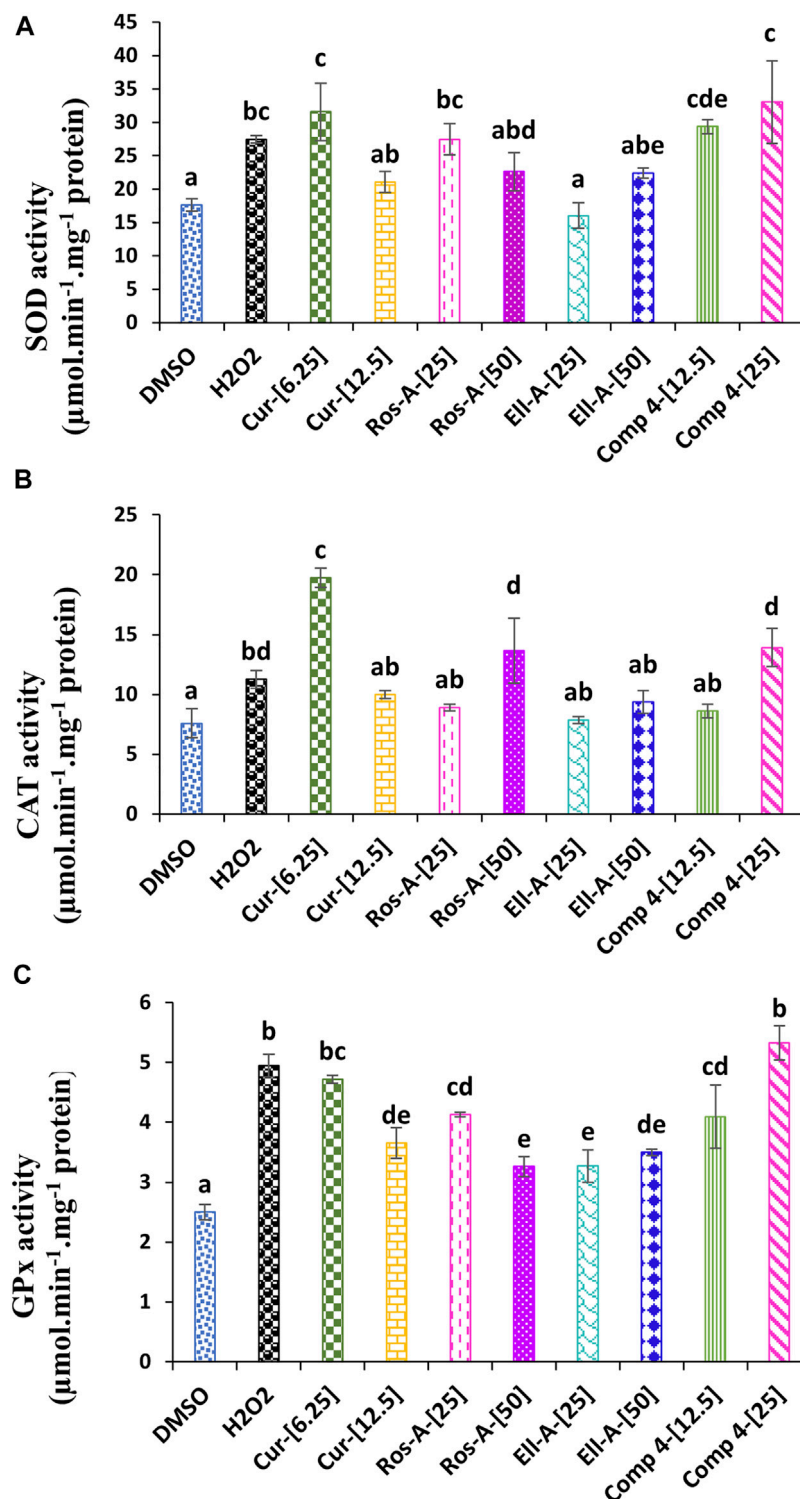 A
SOD activity
(µmol.min⁻¹.mg⁻¹ protein)
45
40
35
30
25
20
15
10
5
0
a
bc
c
ab
bc
abd
a
abe
cde
c
DMSO
H2O2
Cur-[6.25]
Cur-[12.5]
Ros-A-[25]
Ros-A-[50]
Ell-A-[25]
Ell-A-[50]
Comp 4-[12.5]
Comp 4-[25]
B
CAT activity
(µmol.min⁻¹.mg⁻¹ protein)
25
20
15
10
5
0
a
bd
c
ab
ab
d
ab
ab
ab
d
DMSO
H2O2
Cur-[6.25]
Cur-[12.5]
Ros-A-[25]
Ros-A-[50]
Ell-A-[25]
Ell-A-[50]
Comp 4-[12.5]
Comp 4-[25]
C
GPx activity
(µmol.min⁻¹.mg⁻¹ protein)
6
5
4
3
2
1
0
a
b
bc
de
cd
e
e
de
cd
b
DMSO
H2O2
Cur-[6.25]
Cur-[12.5]
Ros-A-[25]
Ros-A-[50]
Ell-A-[25]
Ell-A-[50]
Comp 4-[12.5]
Comp 4-[25]